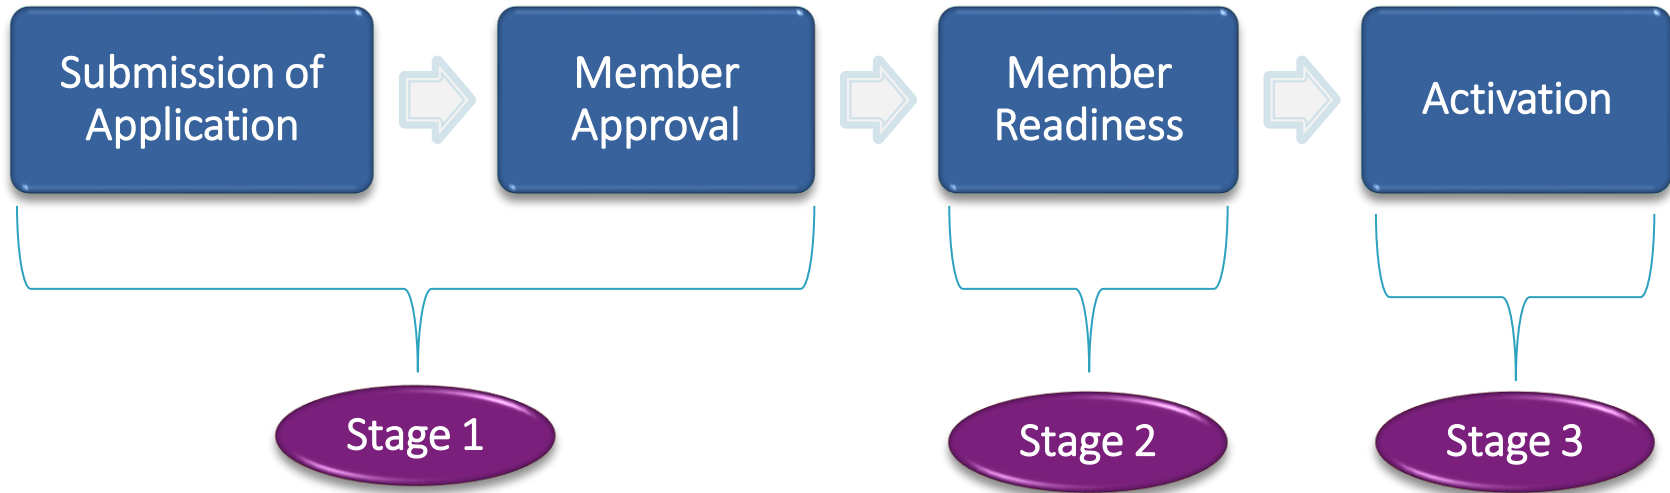 Submission of
Application
Member
Approval
Member
Readiness
Activation
Stage 1
Stage 2
Stage 3